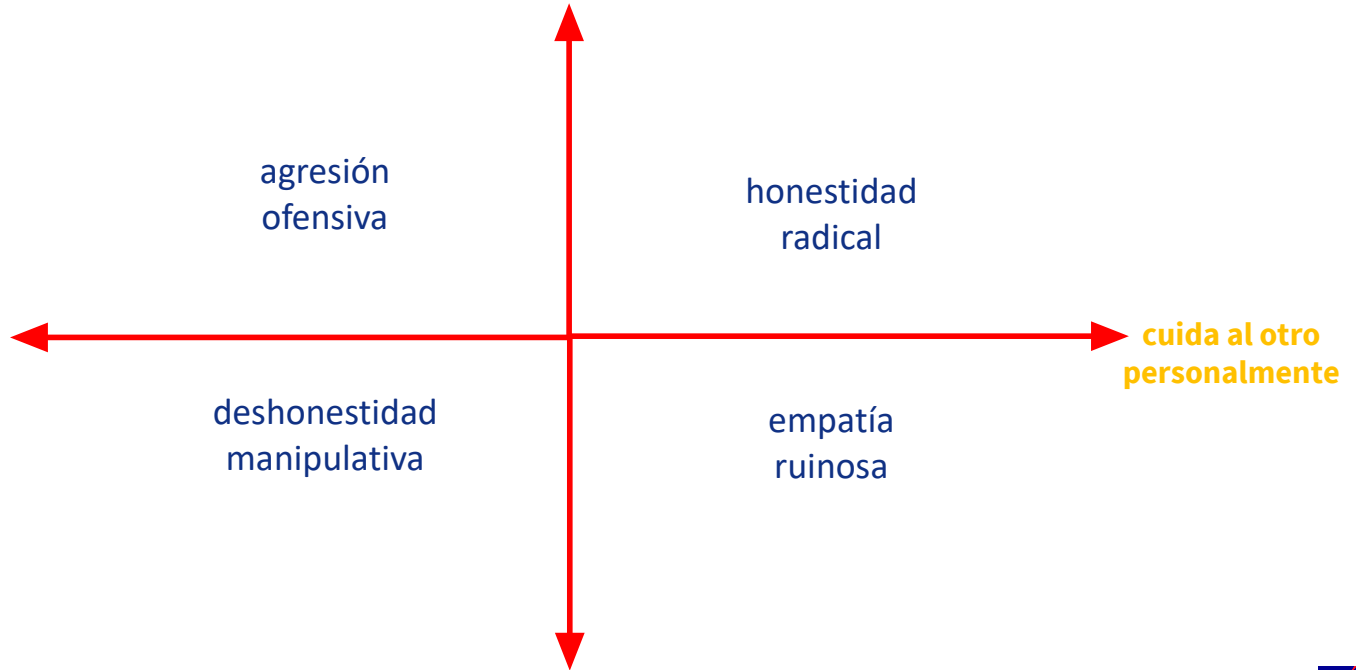 agresión
ofensiva
honestidad
radical
cuida al otro
personalmente
deshonestidad
manipulativa
empatía
ruinosa